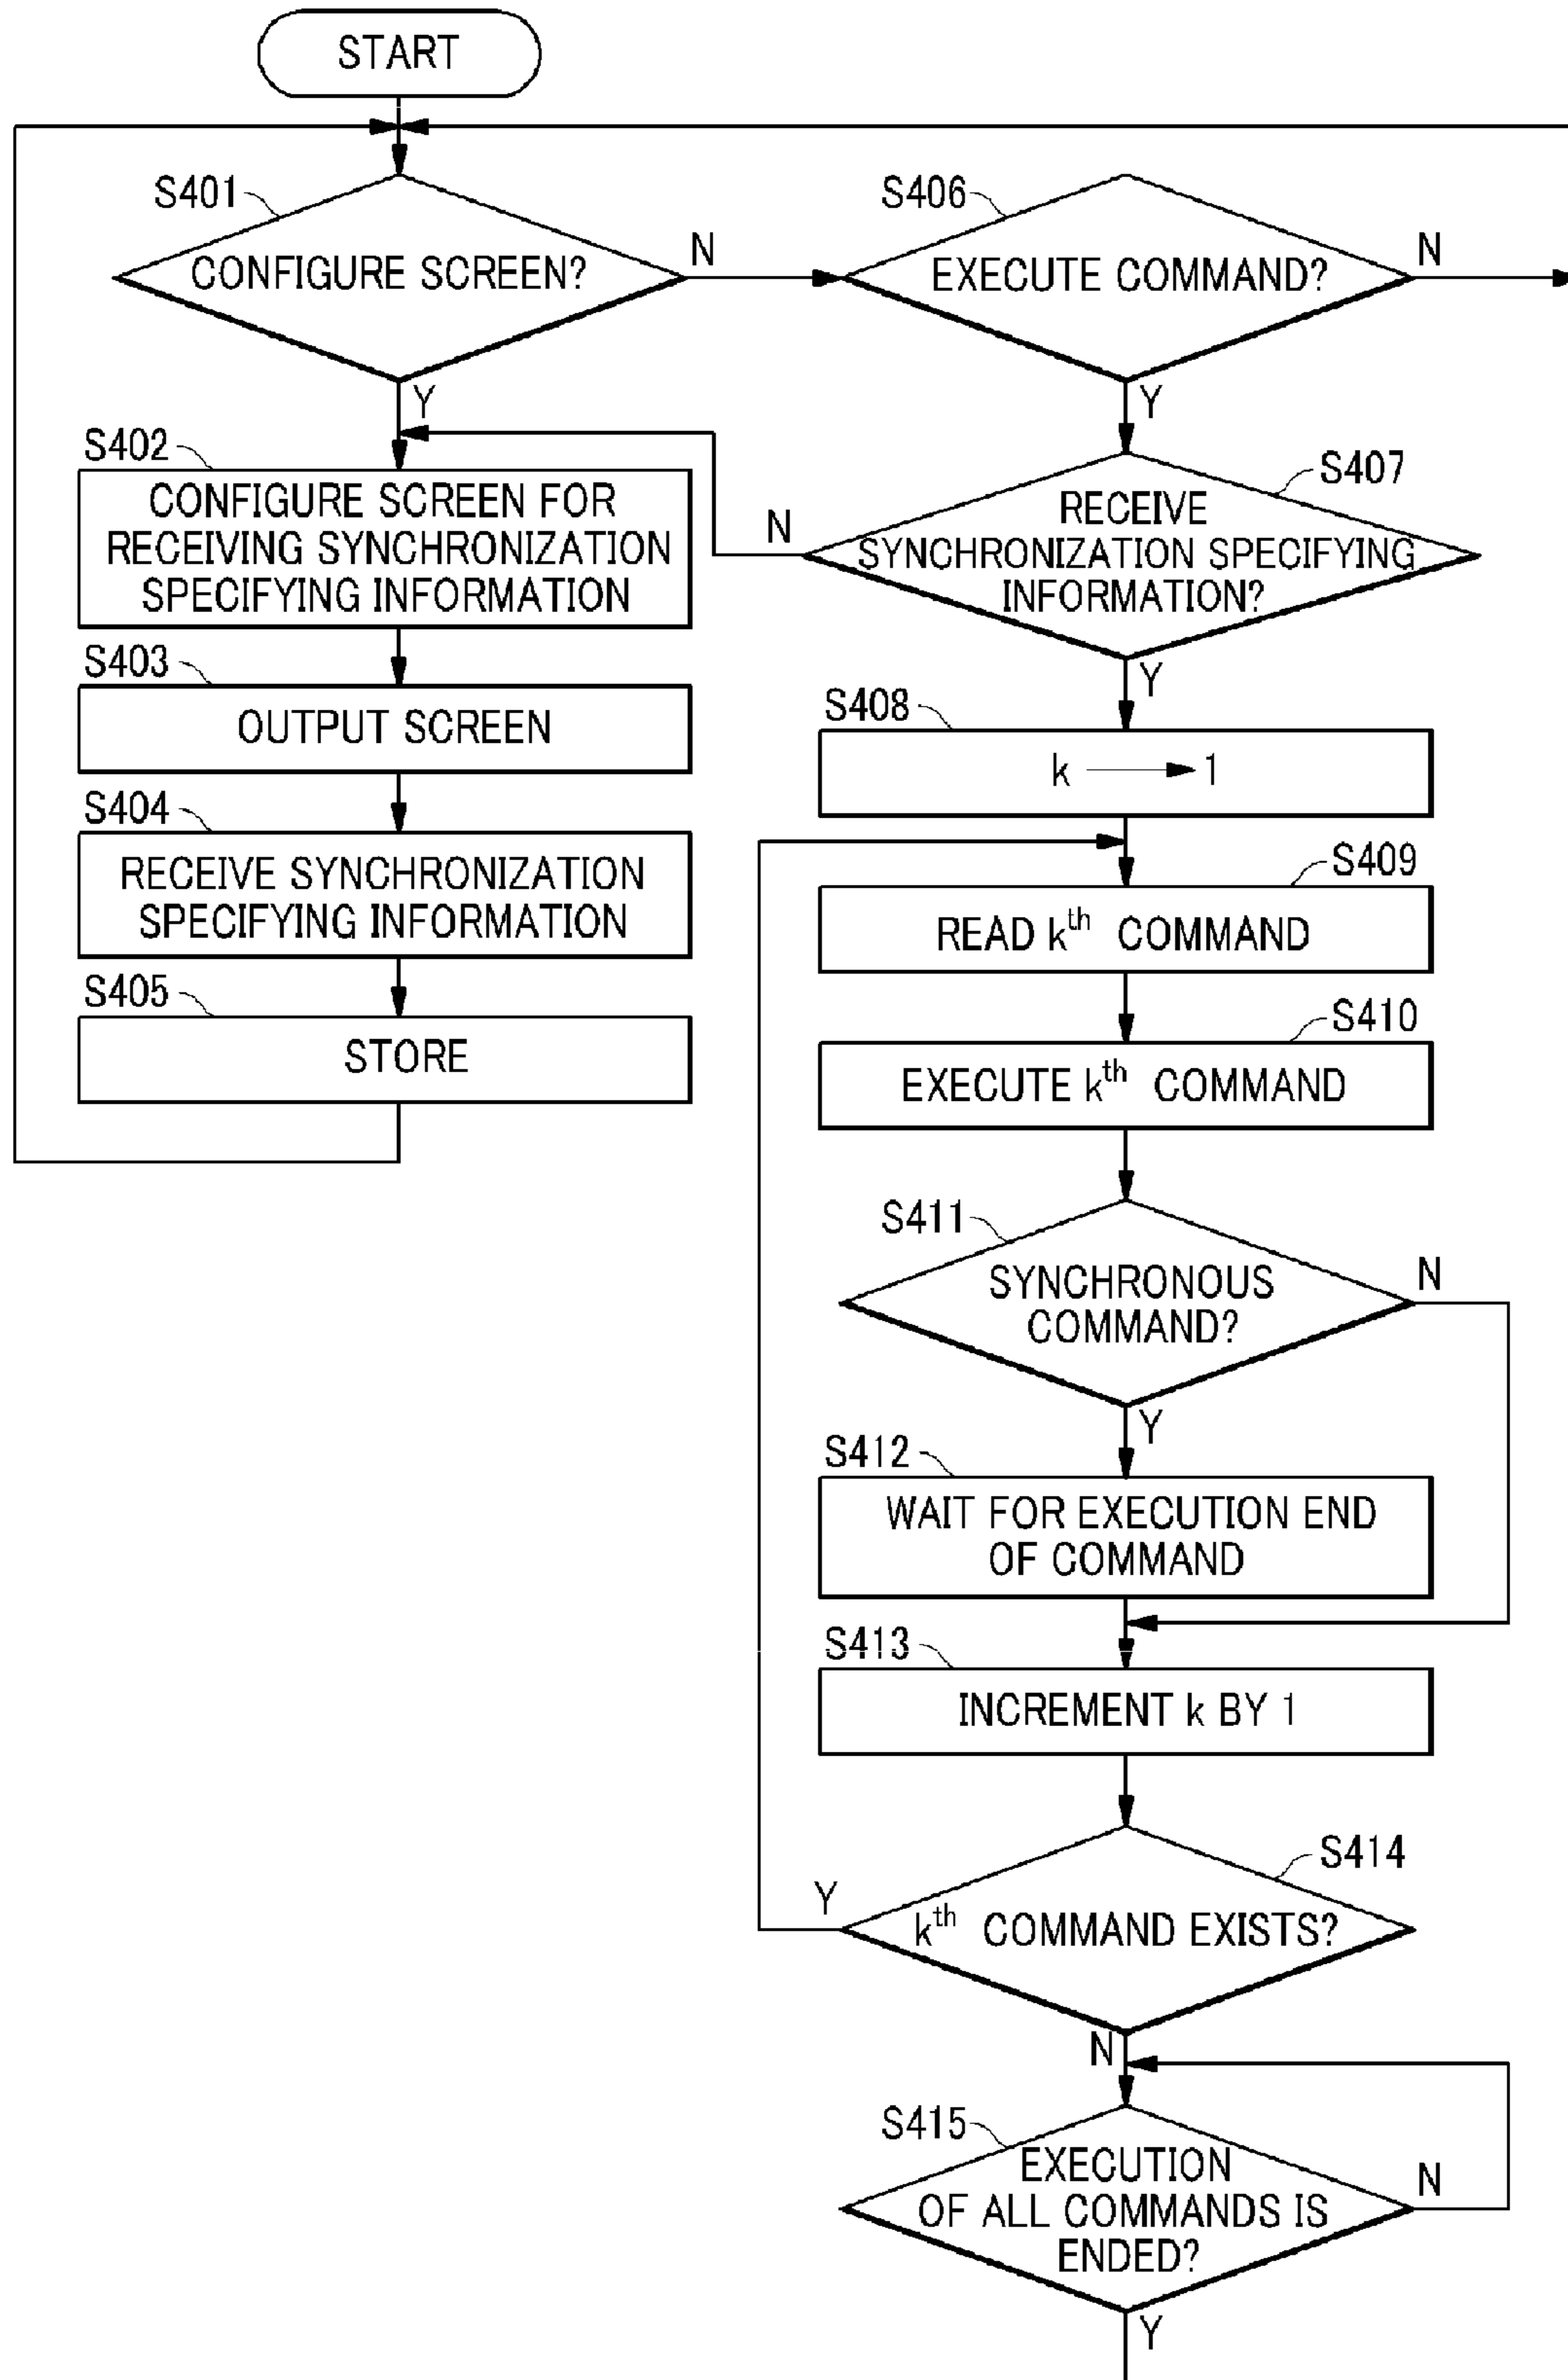 START
S401
CONFIGURE SCREEN?
N
Y
S402
CONFIGURE SCREEN FOR
RECEIVING SYNCHRONIZATION
SPECIFYING INFORMATION
S403
OUTPUT SCREEN
S404
RECEIVE SYNCHRONIZATION
SPECIFYING INFORMATION
S405
STORE
S406
EXECUTE COMMAND?
N
Y
S407
RECEIVE
SYNCHRONIZATION SPECIFYING
INFORMATION?
N
Y
S408
k → 1
S409
READ kth COMMAND
S410
EXECUTE kth COMMAND
S411
SYNCHRONOUS
COMMAND?
N
Y
S412
WAIT FOR EXECUTION END
OF COMMAND
S413
INCREMENT k BY 1
S414
kth COMMAND EXISTS?
Y
N
S415
EXECUTION
OF ALL COMMANDS IS
ENDED?
N
Y